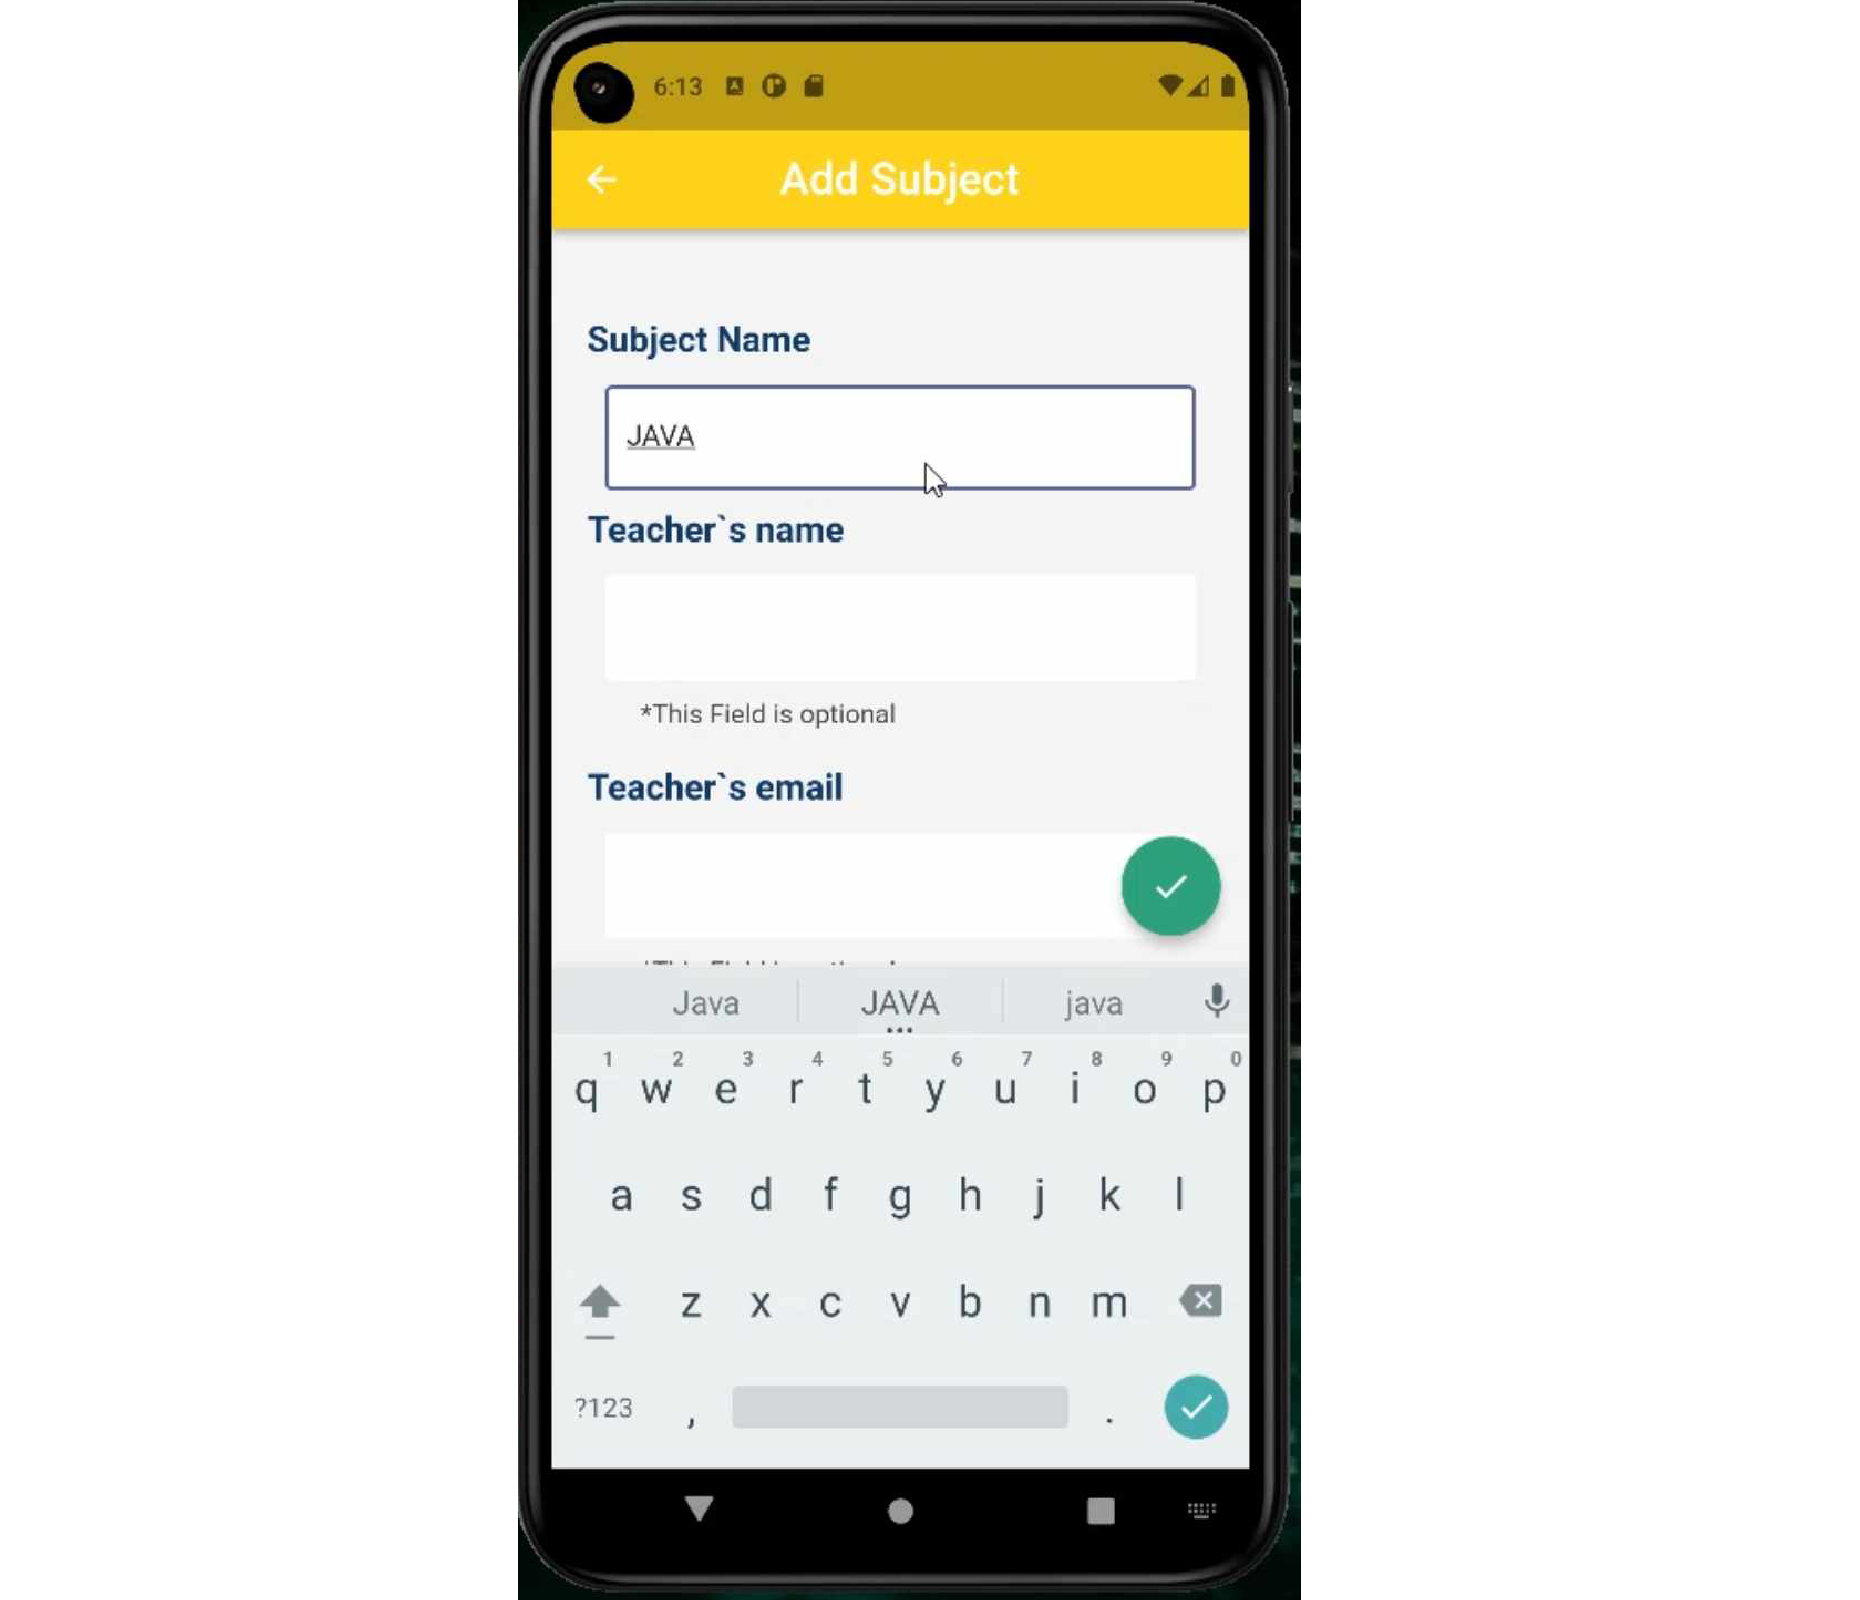 6:13
Add Subject
Subject Name
JAVA
Teacher`s name
*This Field is optional
Teacher`s email
Java JAVA java
1 2 3 4 5 6 7 8 9 0
q w e r t y u i o p
a s d f g h j k l
z x c v b n m
?123 , .